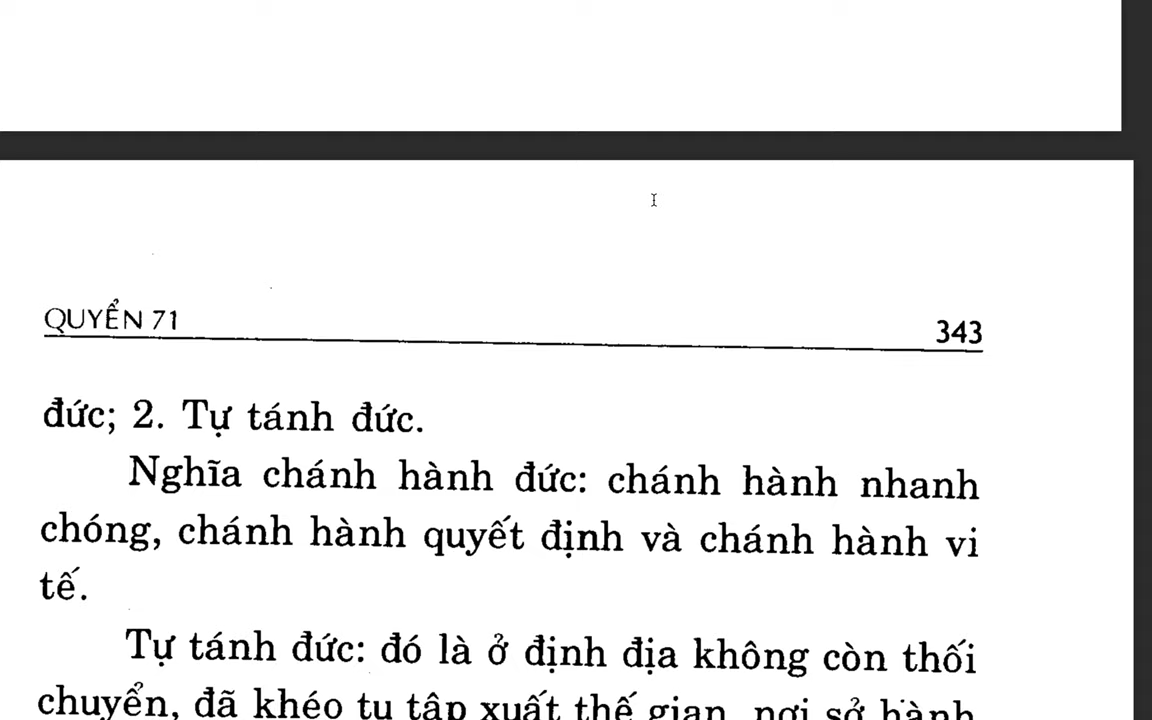 QUYỂN 71
343
đức; 2. Tự tánh đức.
Nghĩa chánh hành đức: chánh hành nhanh
chóng, chánh hành quyết định và chánh hành vi
tế.
Tự tánh đức: đó là ở định địa không còn thối
chuyển, đã khéo tu tập xuất thế gian, nơi sở hành